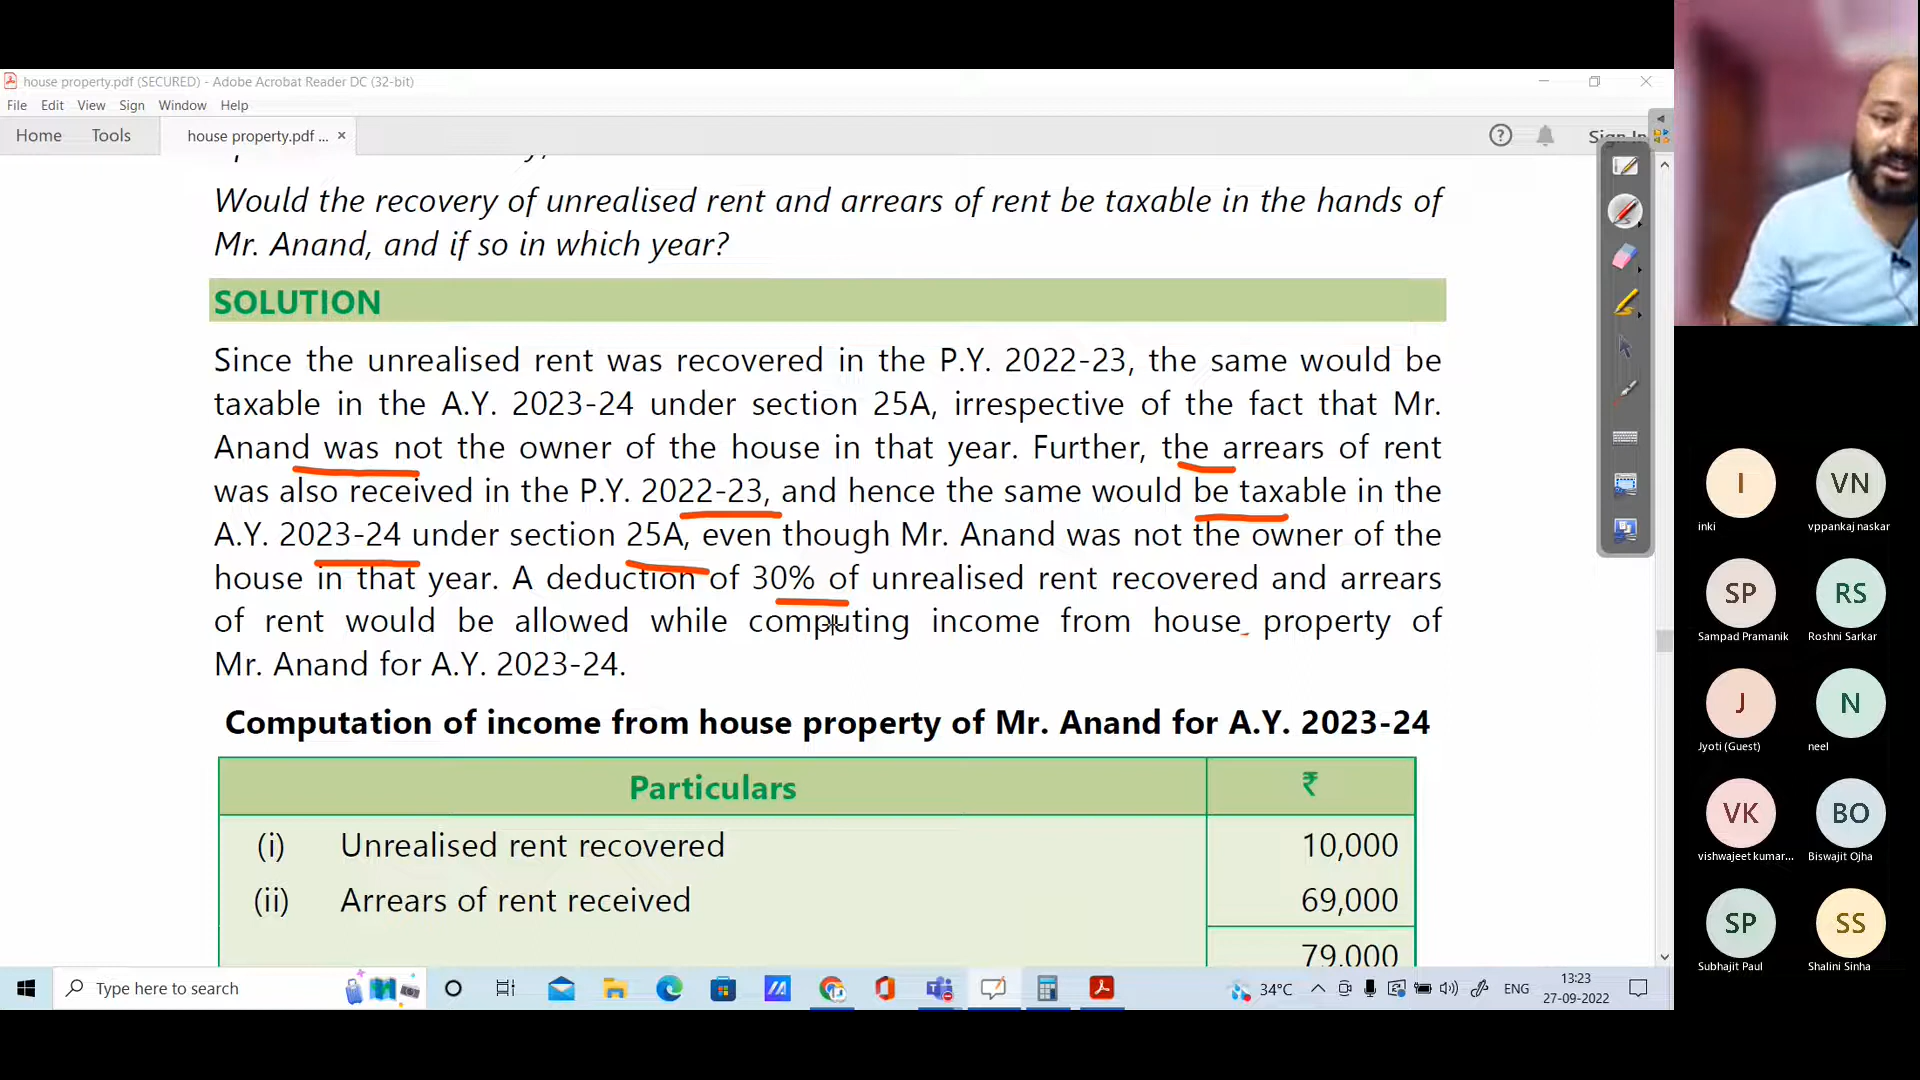 house property.pdf (SECURED) - Adobe Acrobat Reader DC (32-bit)
File Edit View Sign Window Help
Home Tools house property.pdf ... × Sign In
Would the recovery of unrealised rent and arrears of rent be taxable in the hands of
Mr. Anand, and if so in which year?
SOLUTION
Since the unrealised rent was recovered in the P.Y. 2022-23, the same would be
taxable in the A.Y. 2023-24 under section 25A, irrespective of the fact that Mr.
Anand was not the owner of the house in that year. Further, the arrears of rent
was also received in the P.Y. 2022-23, and hence the same would be taxable in the
A.Y. 2023-24 under section 25A, even though Mr. Anand was not the owner of the
house in that year. A deduction of 30% of unrealised rent recovered and arrears
of rent would be allowed while computing income from house property of
Mr. Anand for A.Y. 2023-24.
Computation of income from house property of Mr. Anand for A.Y. 2023-24
Particulars ₹
(i) Unrealised rent recovered 10,000
(ii) Arrears of rent received 69,000
79,000
Type here to search
34°C ENG 13:23
27-09-2022
I VN
inki vppankaj naskar
SP RS
Sampad Pramanik Roshni Sarkar
J N
Jyoti (Guest) neel
VK BO
vishwajeet kumar... Biswajit Ojha
SP SS
Subhajit Paul Shalini Sinha